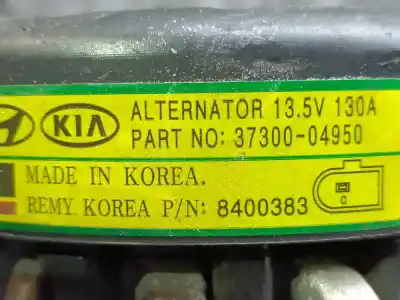 KIA ALTERNATOR 13.5V 130A
PART NO: 37300-04950
MADE IN KOREA.
REMY KOREA P/N: 8400383
C